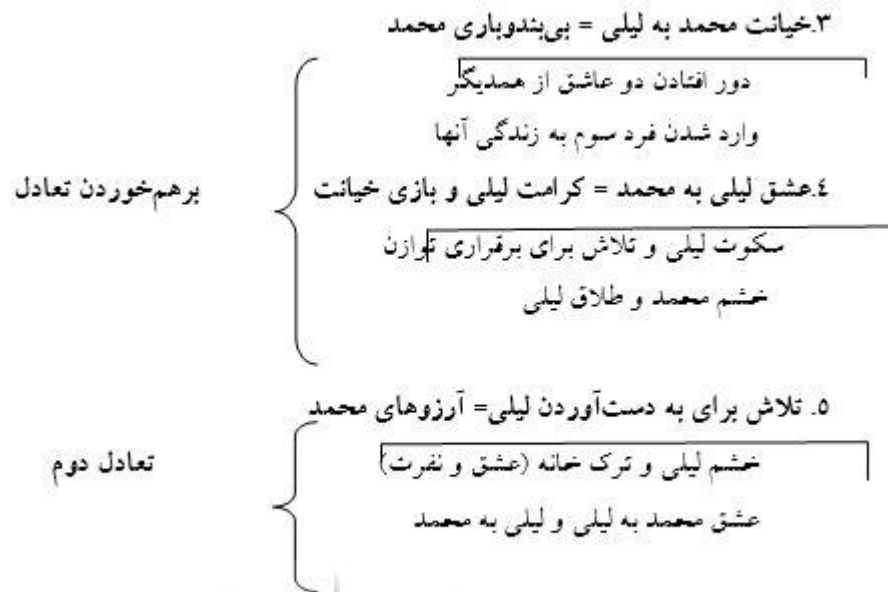 ۳.خیانت محمد به لیلی = بی‌بندوباری محمد
دور افتادن دو عاشق از همدیگر
وارد شدن فرد سوم به زندگی آنها
برهم‌خوردن تعادل
٤.عشق لیلی به محمد = کرامت لیلی و بازی خیانت
سکوت لیلی و تلاش برای برقراری توازن
خشم محمد و طلاق لیلی
٥. تلاش برای به دست‌آوردن لیلی= آرزوهای محمد
تعادل دوم
خشم لیلی و ترک خانه (عشق و نفرت)
عشق محمد به لیلی و لیلی به محمد